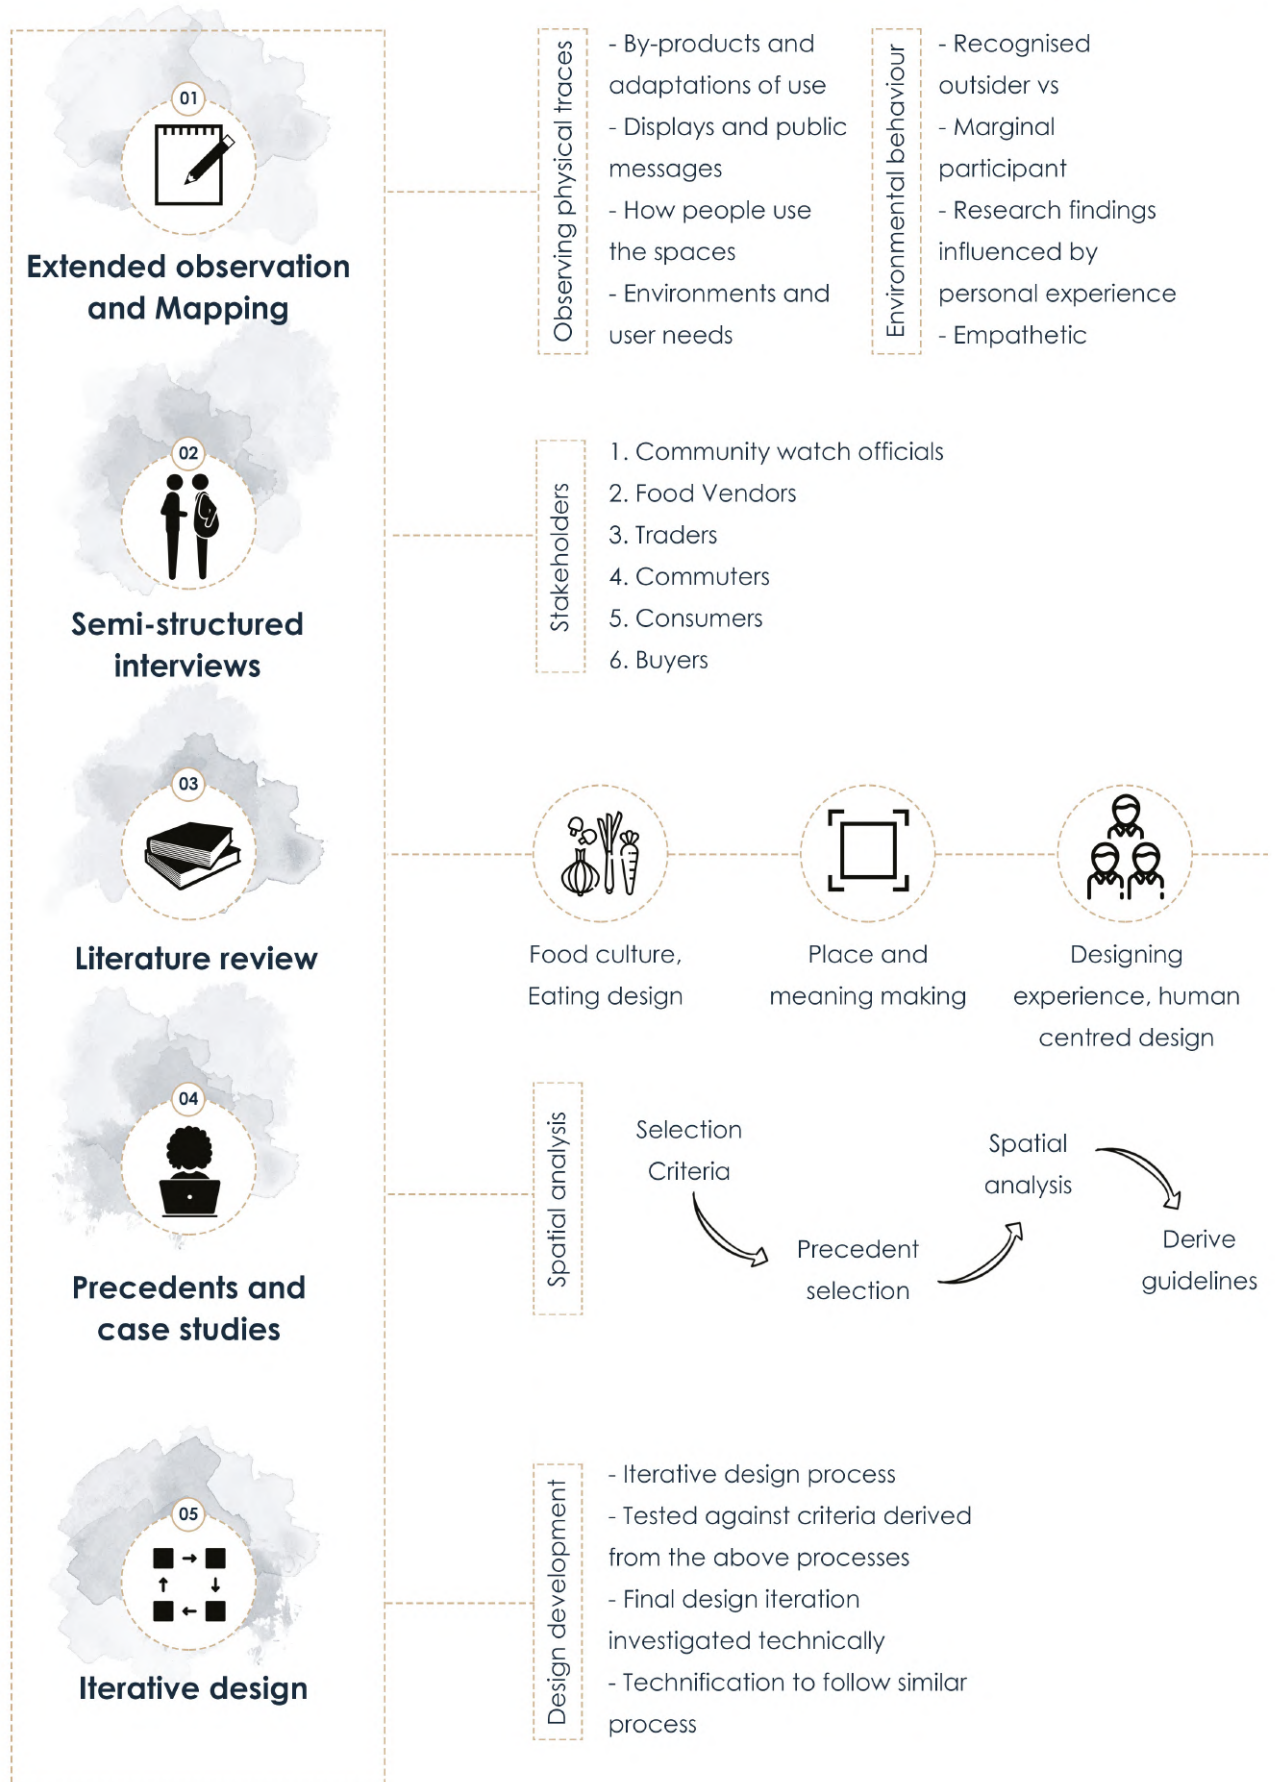 01
Extended observation
and Mapping
Observing physical traces
- By-products and
adaptations of use
- Displays and public
messages
- How people use
the spaces
- Environments and
user needs
Environmental behaviour
- Recognised
outsider vs
- Marginal
participant
- Research findings
influenced by
personal experience
- Empathetic
02
Semi-structured
interviews
Stakeholders
1. Community watch officials
2. Food Vendors
3. Traders
4. Commuters
5. Consumers
6. Buyers
03
Literature review
Food culture,
Eating design
Place and
meaning making
Designing
experience, human
centred design
04
Precedents and
case studies
Spatial analysis
Selection
Criteria
Precedent
selection
Spatial
analysis
Derive
guidelines
05
Iterative design
Design development
- Iterative design process
- Tested against criteria derived
from the above processes
- Final design iteration
investigated technically
- Technification to follow similar
process